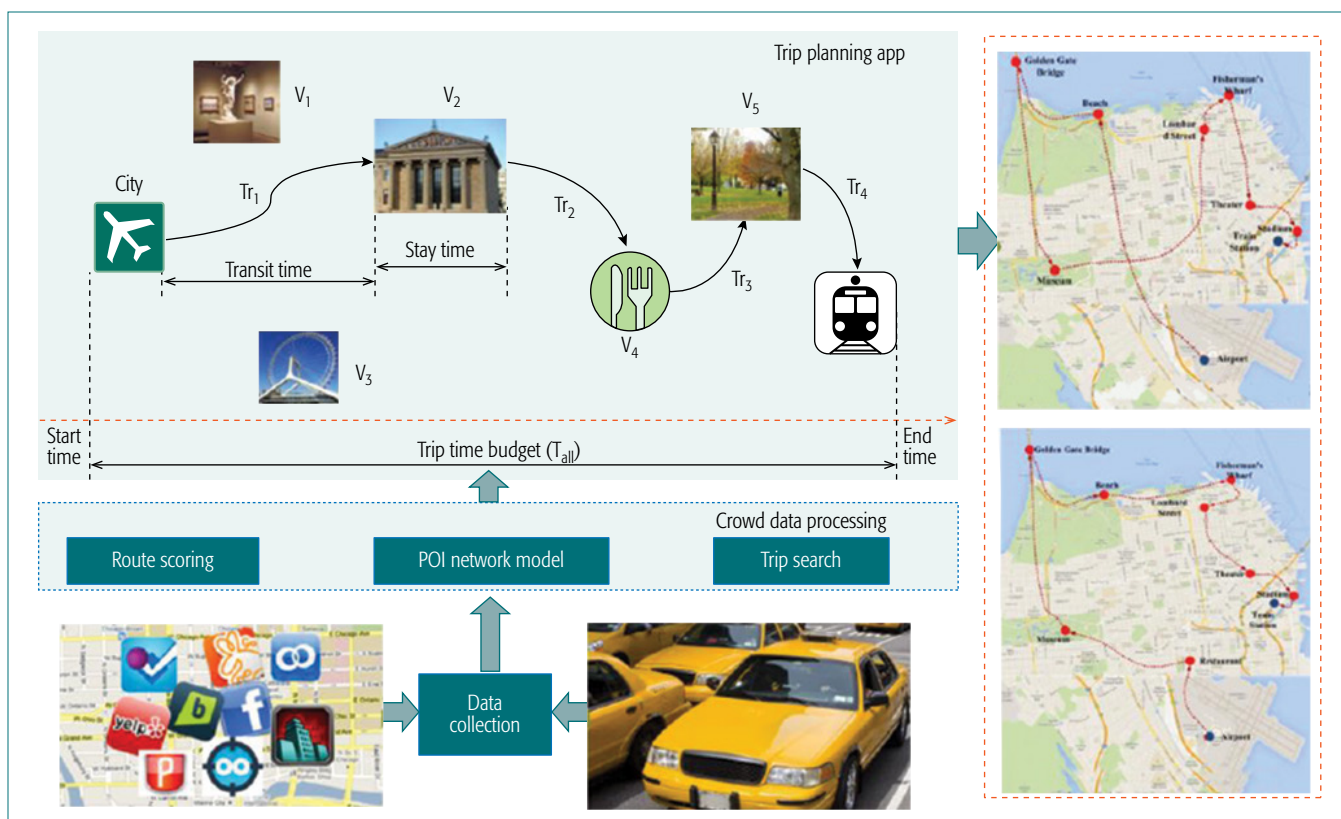 Trip planning app
V1
V2
V5
City
Tr1
Tr2
Tr4
Stay time
Transit time
Tr3
V4
V3
Start
time
Trip time budget (Tall)
End
time
Crowd data processing
Route scoring
POI network model
Trip search
Data
collection
yelp
b
f
P
Golden Gate
Bridge
Fisherman's
Wharf
Beach
Lombar
d Street
Theater
Stadium
Train
Station
Museum
Airport
Golden Gate Bridge
Fisherman's
Wharf
Beach
Lombard
Street
Theater
Stadium
Train
Station
Museum
Restaurant
Airport